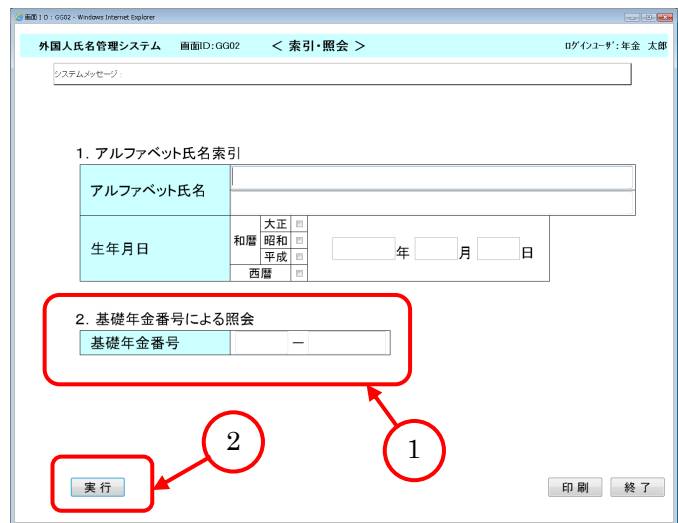 画面ID:GG02 - Windows Internet Explorer
外国人氏名管理システム 画面ID:GG02 <索引・照会> ログインユーザ:年金 太郎
システムメッセージ:
1.アルファベット氏名索引
アルファベット氏名
生年月日 和暦 大正 昭和 平成 西暦 年 月 日
2.基礎年金番号による照会
基礎年金番号 －
2 1
実行 印刷 終了